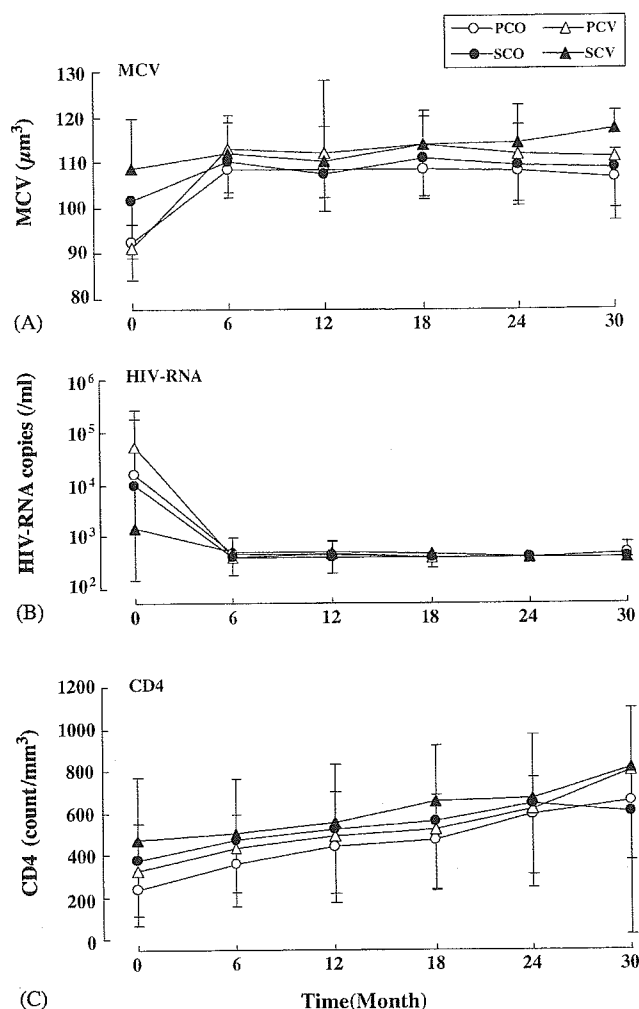 PCO PCV
SCO SCV
MCV
MCV (µm³)
130
120
110
100
90
80
0 6 12 18 24 30
(A)
HIV-RNA
HIV-RNA copies (/ml)
10⁶
10⁵
10⁴
10³
10²
0 6 12 18 24 30
(B)
CD4
CD4 (count/mm³)
1200
1000
800
600
400
200
0
0 6 12 18 24 30
(C) Time(Month)